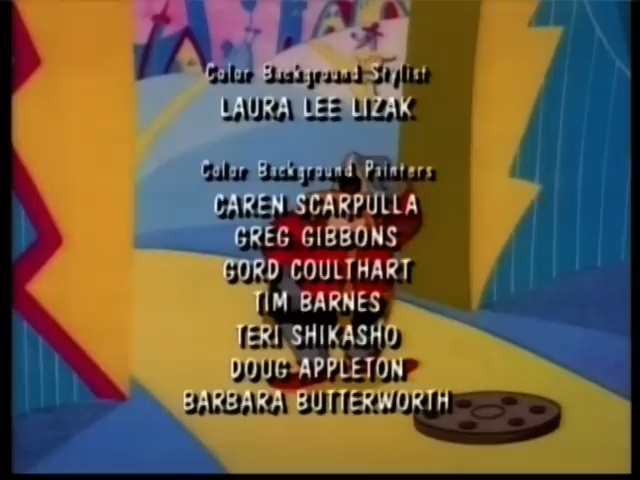 Color Background Stylist
LAURA LEE LIZAK
Color Background Painters
CAREN SCARPULLA
GREG GIBBONS
GORD COULTHART
TIM BARNES
TERI SHIKASHO
DOUG APPLETON
BARBARA BUTTERWORTH